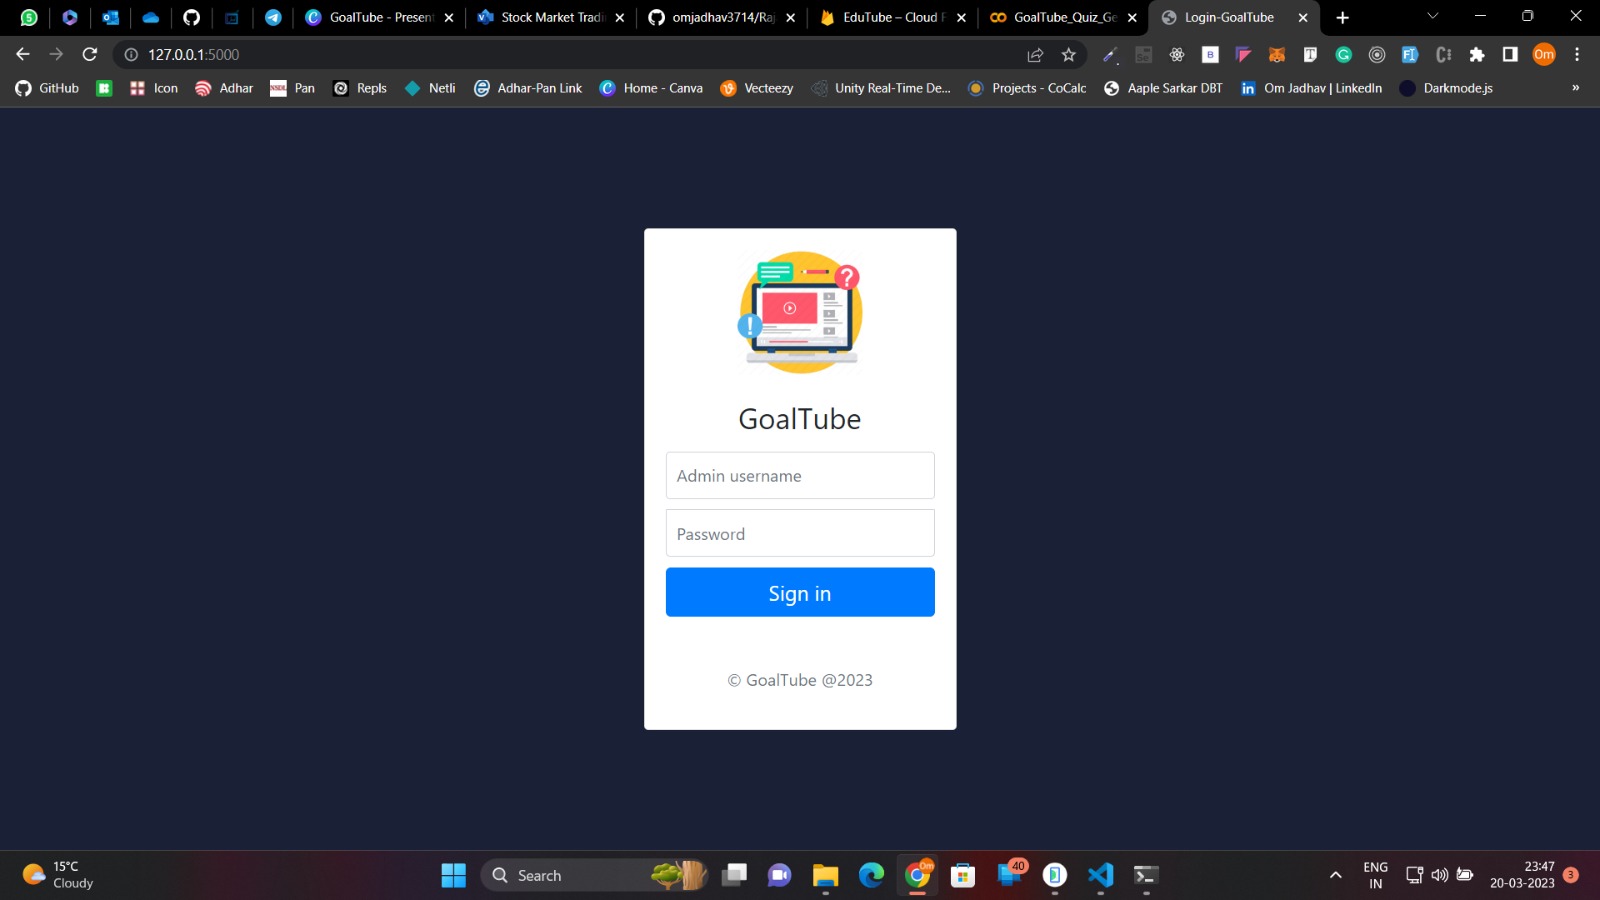 GoalTube - Present
Stock Market Tradi
omjadhav3714/Raj
EduTube – Cloud F
GoalTube_Quiz_Ge
Login-GoalTube
127.0.0.1:5000
Om
GitHub
Icon
Adhar
Pan
Repls
Netli
Adhar-Pan Link
Home - Canva
Vecteezy
Unity Real-Time De...
Projects - CoCalc
Aaple Sarkar DBT
Om Jadhav | LinkedIn
Darkmode.js
»
GoalTube
Admin username
Password
Sign in
© GoalTube @2023
15°C
Cloudy
Search
40
ENG
IN
23:47
20-03-2023
3